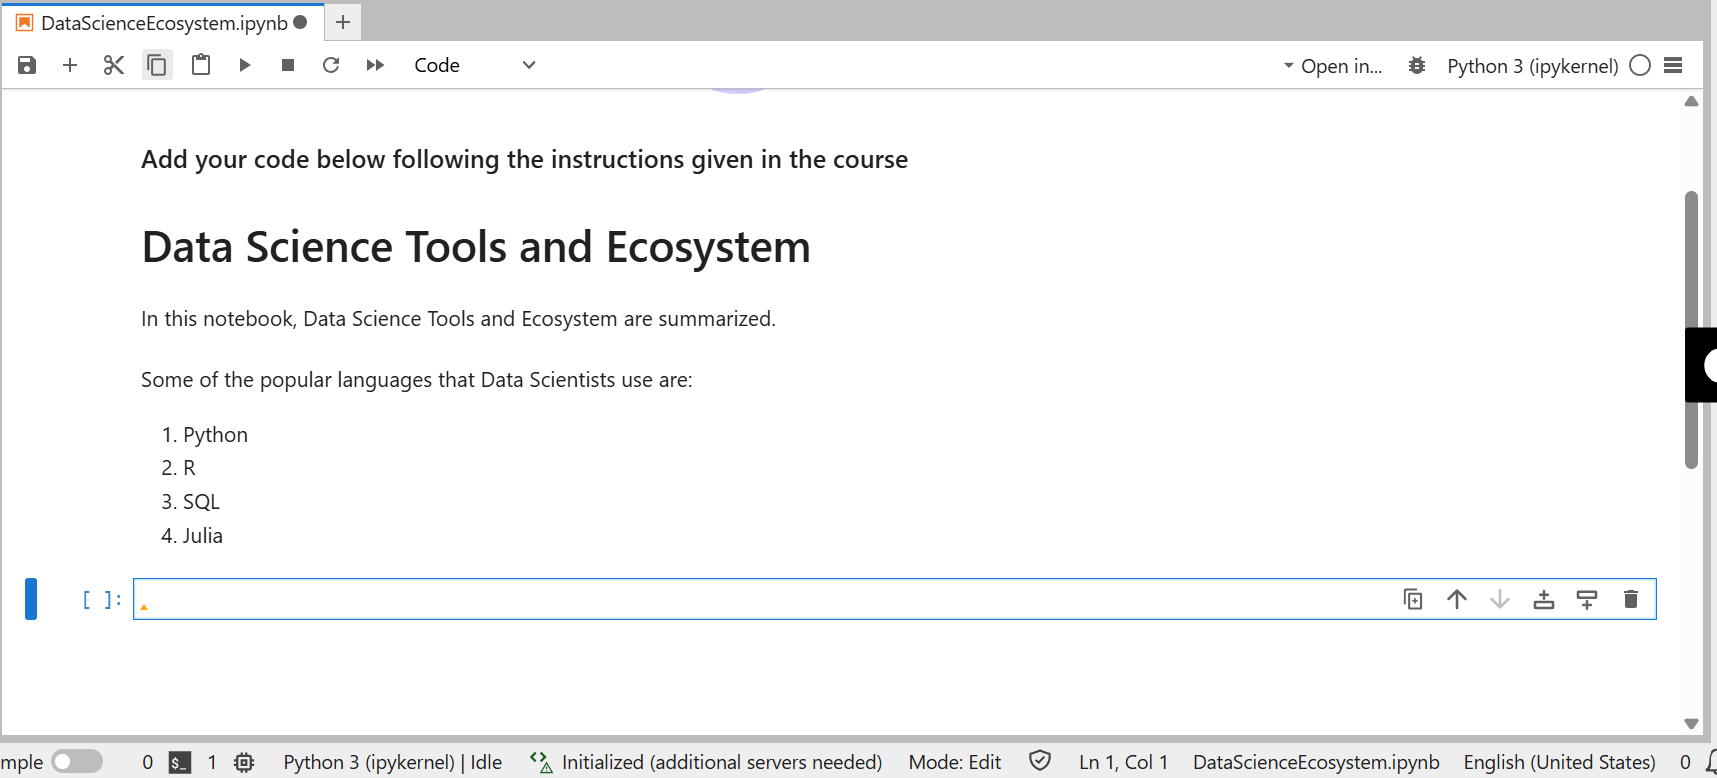 DataScienceEcosystem.ipynb
Code
Open in...
Python 3 (ipykernel)
Add your code below following the instructions given in the course
Data Science Tools and Ecosystem
In this notebook, Data Science Tools and Ecosystem are summarized.
Some of the popular languages that Data Scientists use are:
1. Python
2. R
3. SQL
4. Julia
[ ]:
mple 0 $_ 1 Python 3 (ipykernel) | Idle Initialized (additional servers needed) Mode: Edit Ln 1, Col 1 DataScienceEcosystem.ipynb English (United States) 0